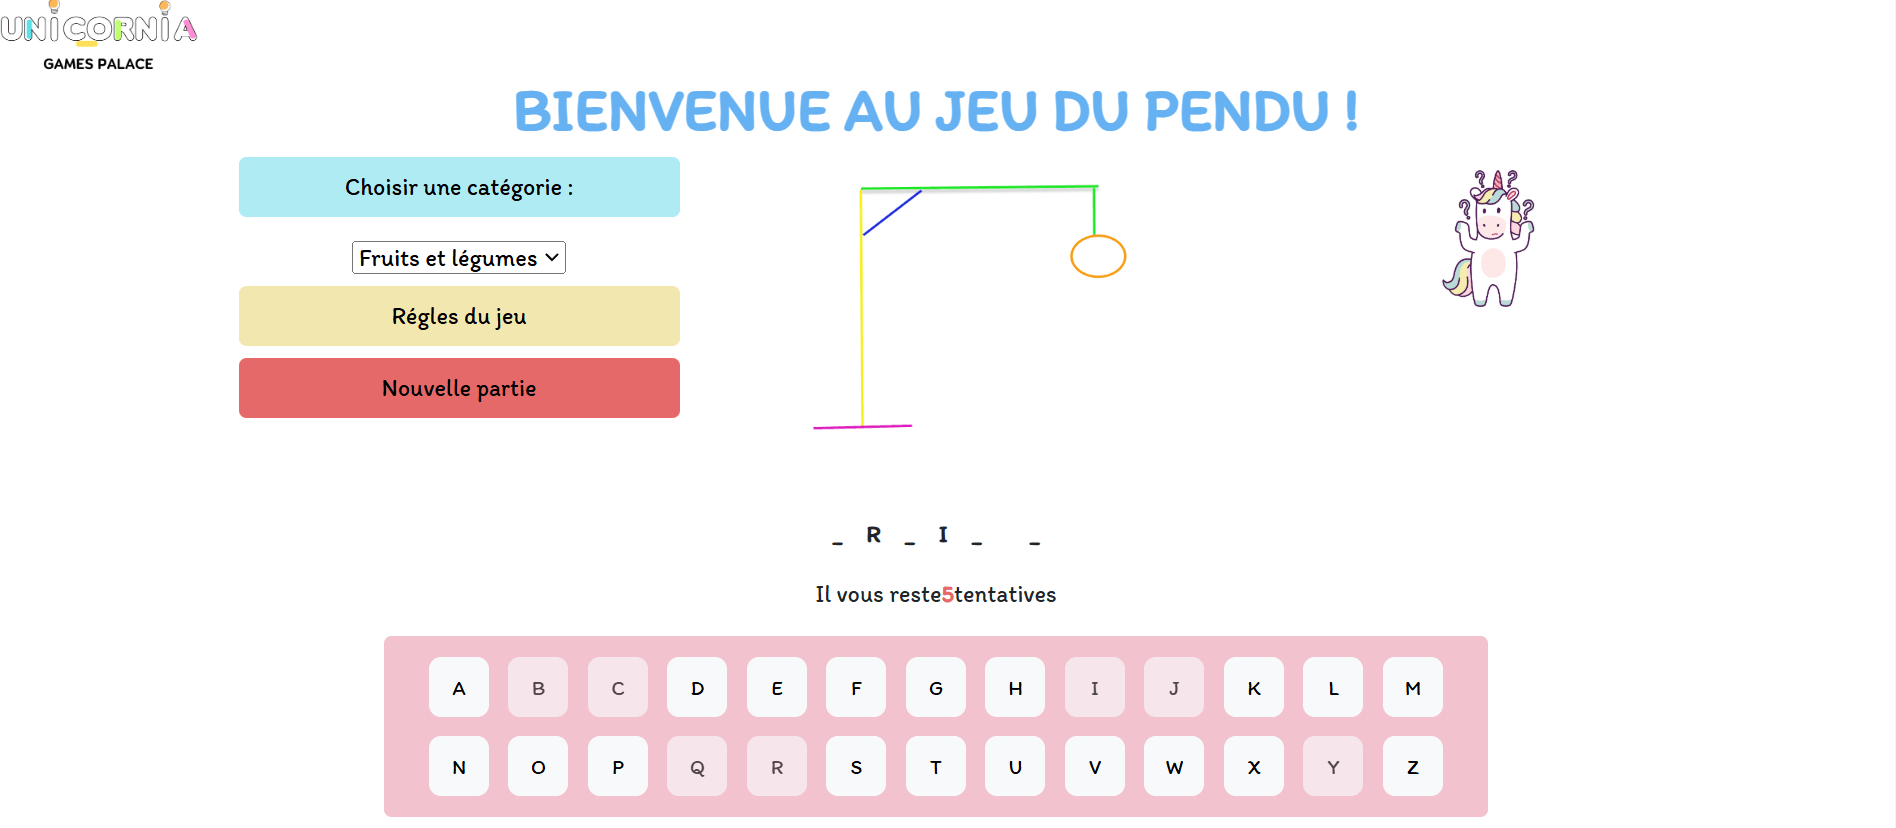 UNICORNIA
GAMES PALACE
BIENVENUE AU JEU DU PENDU !
Choisir une catégorie :
Fruits et légumes
Régles du jeu
Nouvelle partie
? ? ? ?
_ R _ I _ _
Il vous reste5tentatives
A B C D E F G H I J K L M
N O P Q R S T U V W X Y Z